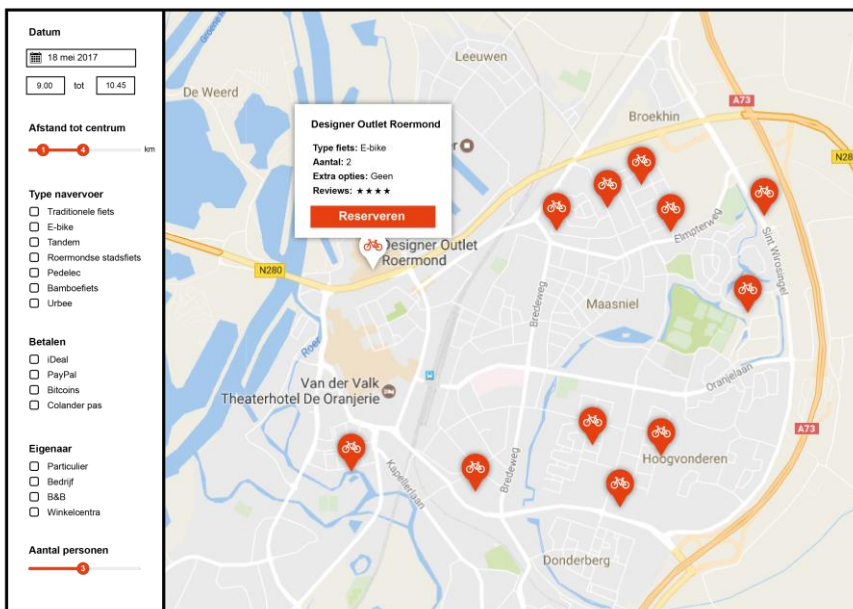 Datum
18 mei 2017
9.00 tot 10.45
Afstand tot centrum
1 4 km
Type navervoer
Traditionele fiets
E-bike
Tandem
Roermondse stadsfiets
Pedelec
Bamboefiets
Urbee
Betalen
iDeal
PayPal
Bitcoins
Colander pas
Eigenaar
Particulier
Bedrijf
B&B
Winkelcentra
Aantal personen
3
Leeuwen
De Weerd
A73
Broekhin
N28
Designer Outlet Roermond
Type fiets: E-bike
Aantal: 2
Extra opties: Geen
Reviews: ★★★★
Reserveren
Designer Outlet
Roermond
N280
Elmpterweg
Sint Wirosingel
Bredeweg
Maasniel
Roer
Oranjelaan
Van der Valk
Theaterhotel De Oranjerie
A73
Hoogvonderen
Kapellerlaan
Bredeweg
Donderberg